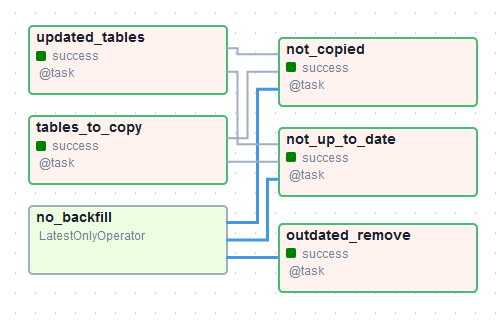 updated_tables
success
@task
tables_to_copy
success
@task
no_backfill
LatestOnlyOperator
not_copied
success
@task
not_up_to_date
success
@task
outdated_remove
success
@task